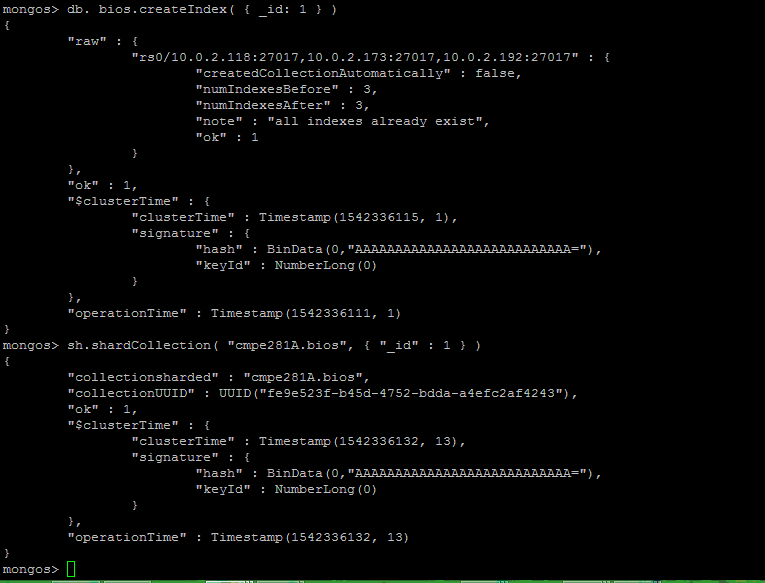 mongos> db. bios.createIndex( { _id: 1 } )
{
        "raw" : {
                "rs0/10.0.2.118:27017,10.0.2.173:27017,10.0.2.192:27017" : {
                        "createdCollectionAutomatically" : false,
                        "numIndexesBefore" : 3,
                        "numIndexesAfter" : 3,
                        "note" : "all indexes already exist",
                        "ok" : 1
                }
        },
        "ok" : 1,
        "$clusterTime" : {
                "clusterTime" : Timestamp(1542336115, 1),
                "signature" : {
                        "hash" : BinData(0,"AAAAAAAAAAAAAAAAAAAAAAAAAAA="),
                        "keyId" : NumberLong(0)
                }
        },
        "operationTime" : Timestamp(1542336111, 1)
}
mongos> sh.shardCollection( "cmpe281A.bios", { "_id" : 1 } )
{
        "collectionsharded" : "cmpe281A.bios",
        "collectionUUID" : UUID("fe9e523f-b45d-4752-bdda-a4efc2af4243"),
        "ok" : 1,
        "$clusterTime" : {
                "clusterTime" : Timestamp(1542336132, 13),
                "signature" : {
                        "hash" : BinData(0,"AAAAAAAAAAAAAAAAAAAAAAAAAAA="),
                        "keyId" : NumberLong(0)
                }
        },
        "operationTime" : Timestamp(1542336132, 13)
}
mongos>